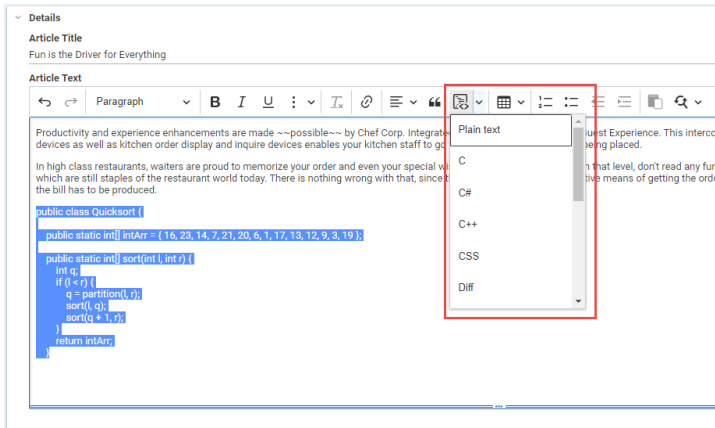 Details
Article Title
Fun is the Driver for Everything
Article Text
Paragraph
B I U
Productivity and experience enhancements are made ~~possible~~ by Chef Corp. Integrate uest Experience. This interco
devices as well as kitchen order display and inquire devices enables your kitchen staff to go being placed.
In high class restaurants, waiters are proud to memorize your order and even your special wi that level, don't read any fur
which are still staples of the restaurant world today. There is nothing wrong with that, since tive means of getting the orde
the bill has to be produced.
public class Quicksort {
public static int[] intArr = { 16, 23, 14, 7, 21, 20, 6, 1, 17, 13, 12, 9, 3, 19 };
public static int[] sort(int l, int r) {
int q;
if (l < r) {
q = partition(l, r);
sort(l, q);
sort(q + 1, r);
}
return intArr;
}
Plain text
C
C#
C++
CSS
Diff